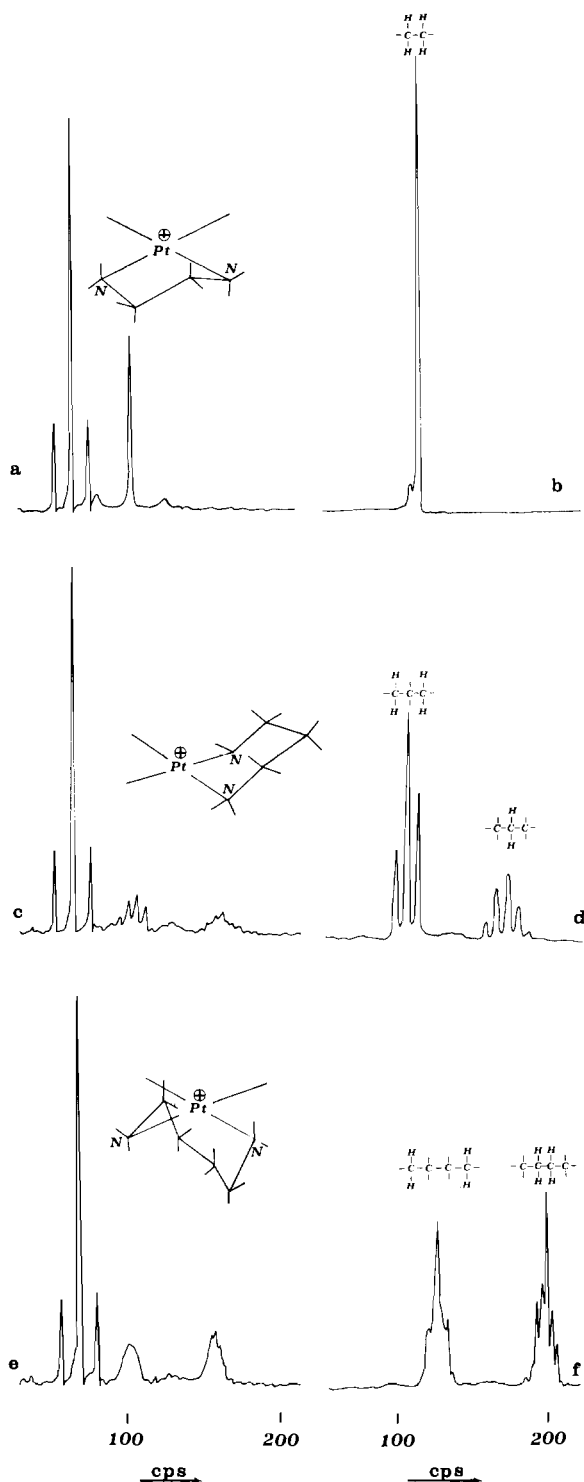 H H
-C-C-
H H
⊕
Pt
N N
a
b
⊕
Pt
N
N
H H
-C-C-C-
H H
H
-C-C-C-
H
c
d
⊕
Pt
N N
H H
-C-C-C-C-
H H
H H
-C-C-C-C-
H H
e
f
100 200 100 200
cps cps